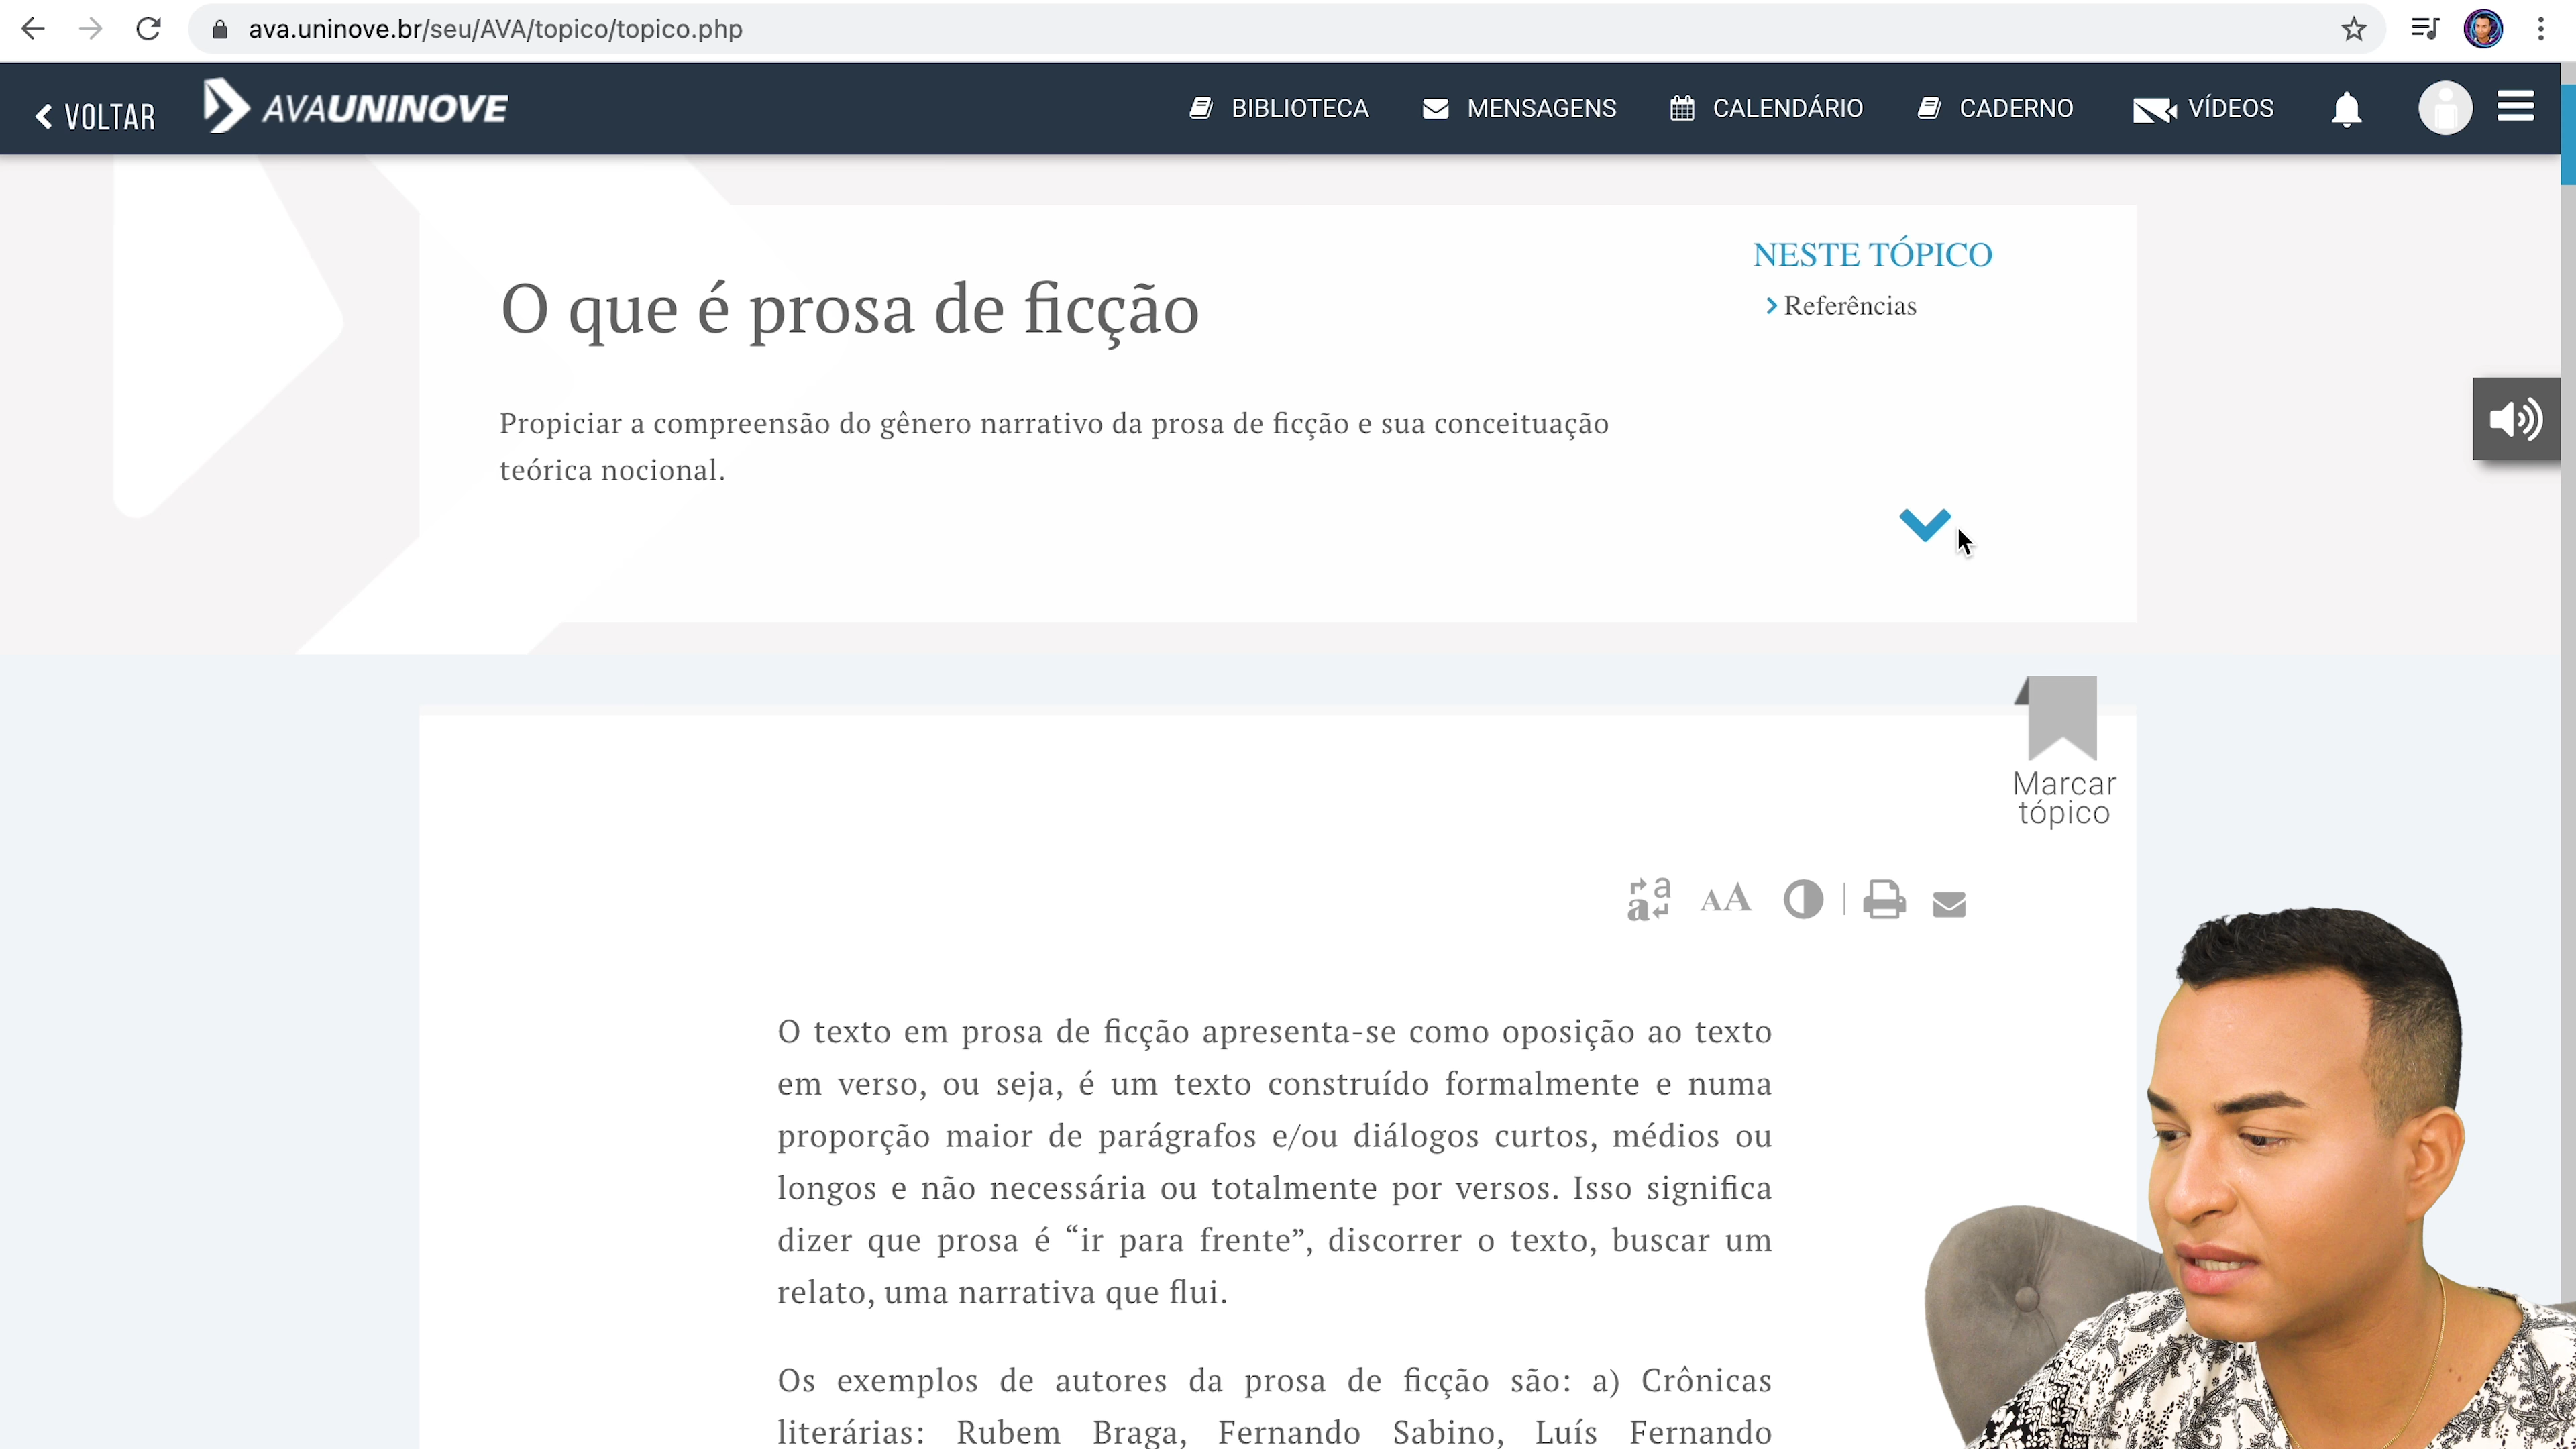 ava.uninove.br/seu/AVA/topico/topico.php
VOLTAR
AVAUNINOVE
BIBLIOTECA
MENSAGENS
CALENDÁRIO
CADERNO
VÍDEOS
O que é prosa de ficção
NESTE TÓPICO
Referências
Propiciar a compreensão do gênero narrativo da prosa de ficção e sua conceituação
teórica nocional.
Marcar
tópico
O texto em prosa de ficção apresenta-se como oposição ao texto
em verso, ou seja, é um texto construído formalmente e numa
proporção maior de parágrafos e/ou diálogos curtos, médios ou
longos e não necessária ou totalmente por versos. Isso significa
dizer que prosa é “ir para frente”, discorrer o texto, buscar um
relato, uma narrativa que flui.
Os exemplos de autores da prosa de ficção são: a) Crônicas
literárias: Rubem Braga, Fernando Sabino, Luís Fernando